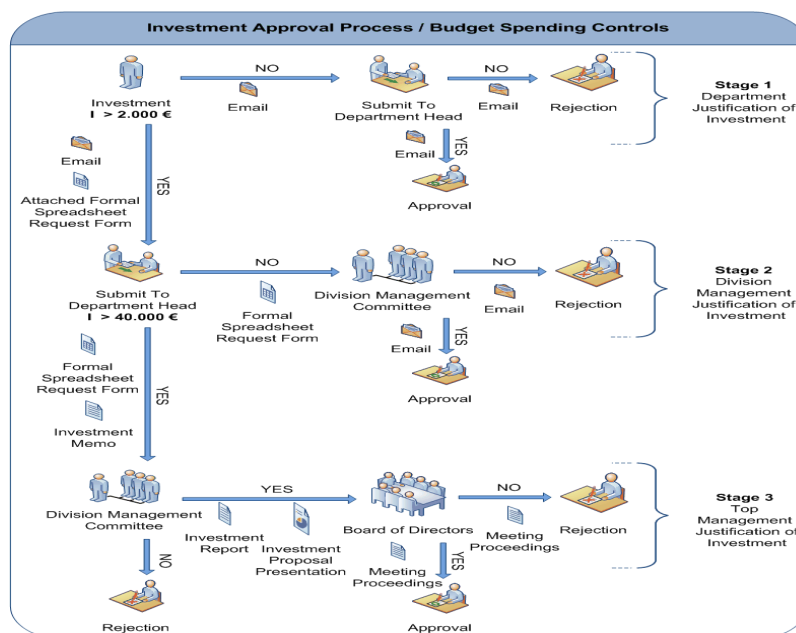 Investment Approval Process / Budget Spending Controls
NO
Email
NO
Email
Investment
I > 2.000 €
Submit To
Department Head
Rejection
Stage 1
Department
Justification of
Investment
Email
YES
Approval
Email
Attached Formal
Spreadsheet
Request Form
YES
NO
Formal
Spreadsheet
Request Form
Submit To
Department Head
I > 40.000 €
Division Management
Committee
NO
Email
Rejection
Stage 2
Division
Management
Justification of
Investment
Email
YES
Approval
Formal
Spreadsheet
Request Form
YES
Investment
Memo
Division Management
Committee
YES
Investment
Report
Investment
Proposal
Presentation
Board of Directors
NO
Meeting
Proceedings
Rejection
Stage 3
Top
Management
Justification of
Investment
NO
Rejection
Meeting
Proceedings
YES
Approval